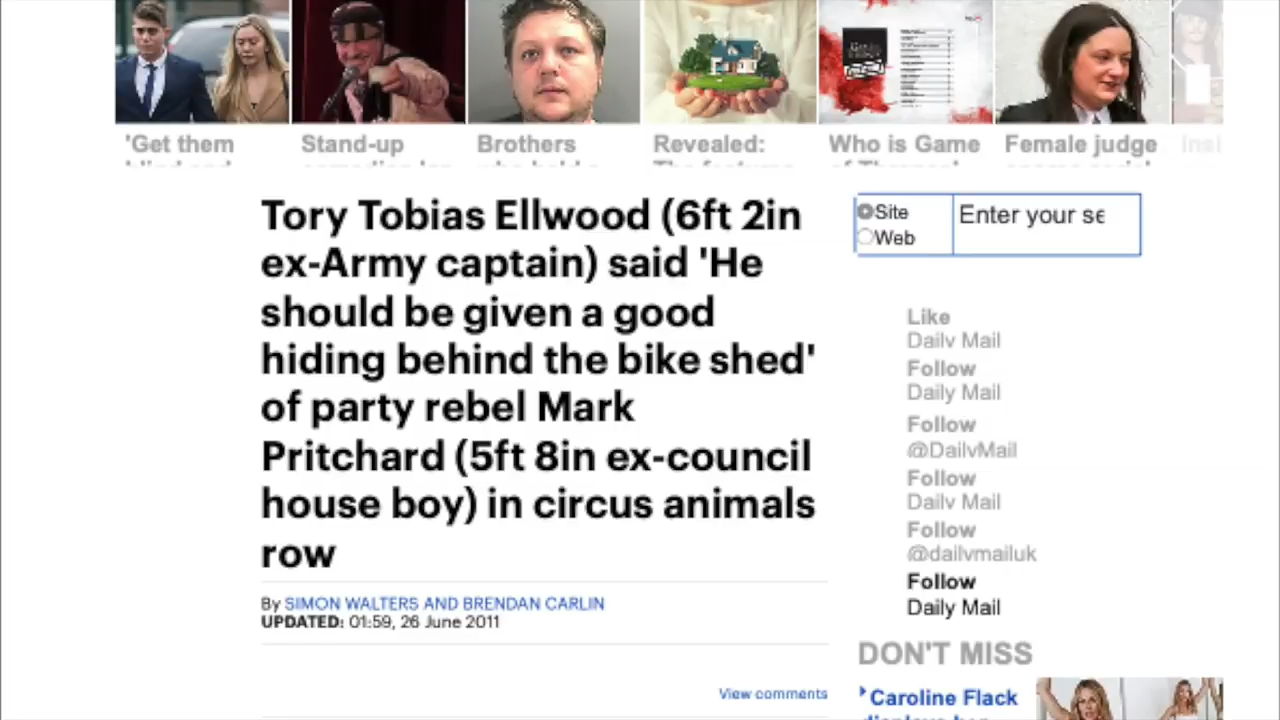 'Get them
Stand-up
Brothers
Revealed:
Who is Game
Female judge
Tory Tobias Ellwood (6ft 2in
ex-Army captain) said 'He
should be given a good
hiding behind the bike shed'
of party rebel Mark
Pritchard (5ft 8in ex-council
house boy) in circus animals
row
By SIMON WALTERS AND BRENDAN CARLIN
UPDATED: 01:59, 26 June 2011
View comments
Site
Web
Enter your se
Like
Daily Mail
Follow
Daily Mail
Follow
@DailyMail
Follow
Daily Mail
Follow
@dailymailuk
Follow
Daily Mail
DON'T MISS
Caroline Flack